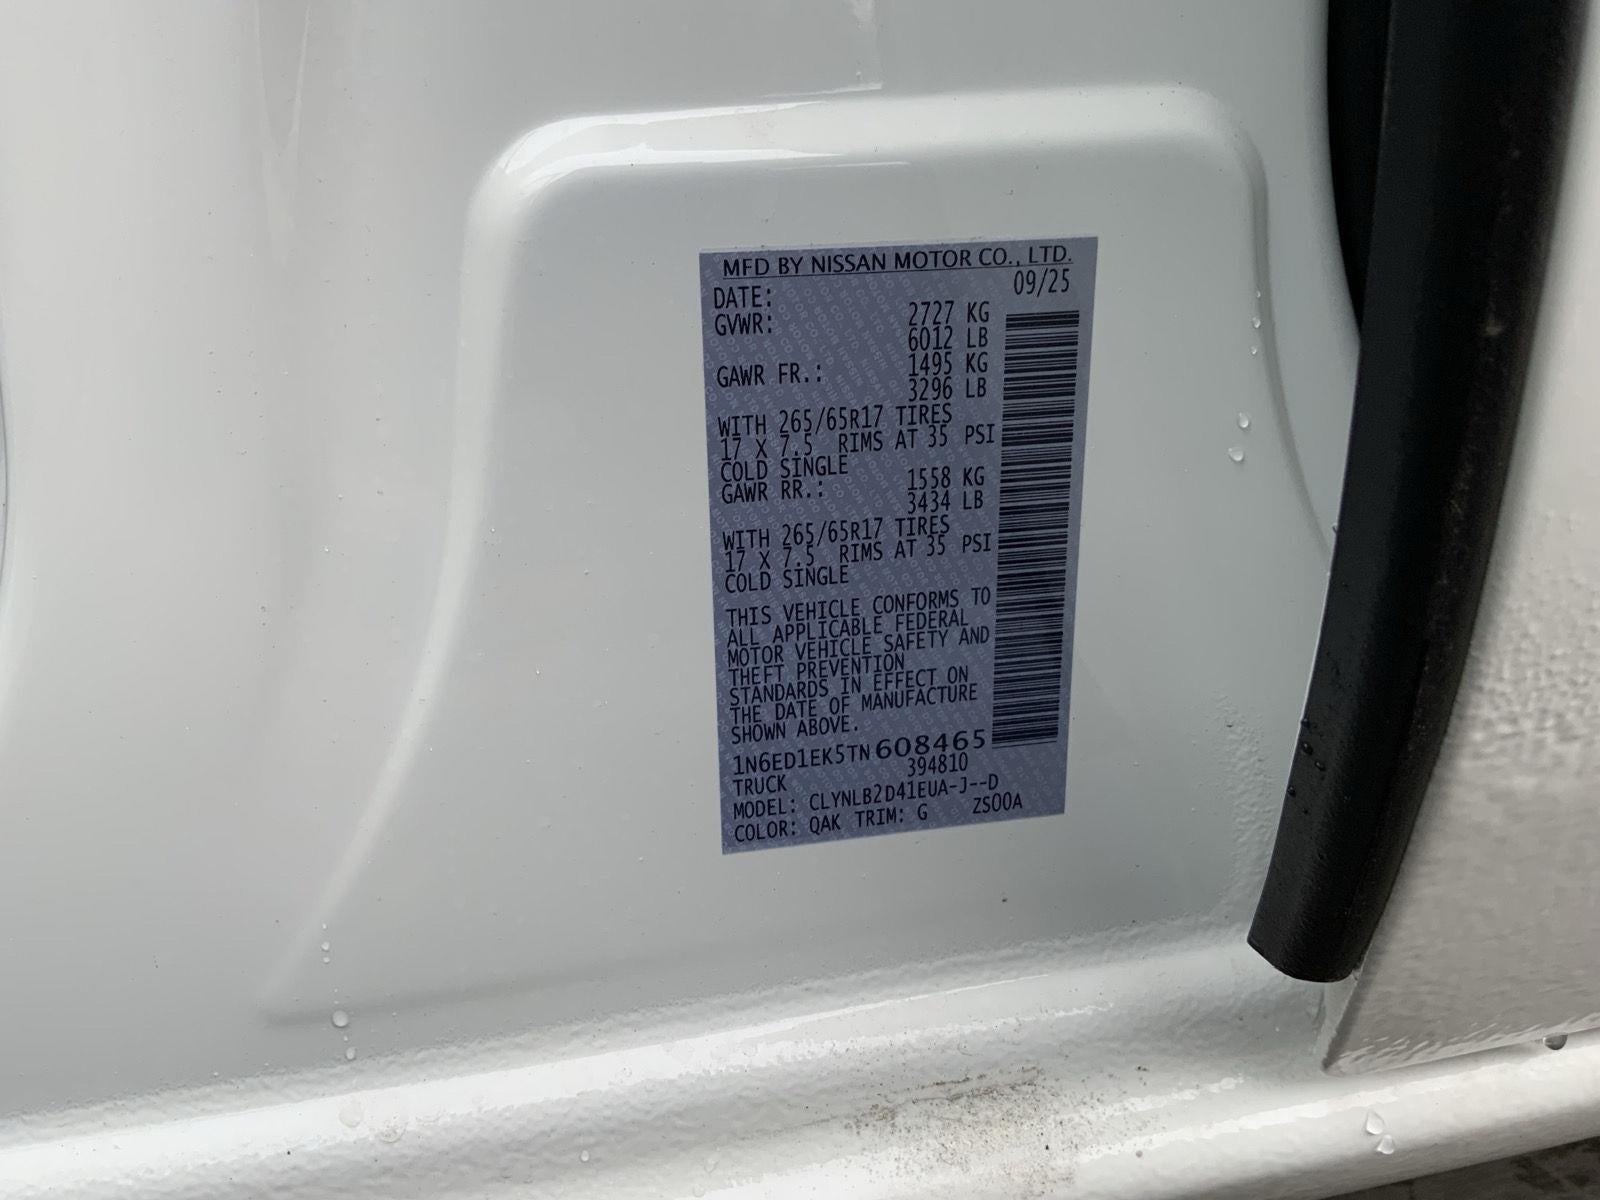 MFD BY NISSAN MOTOR CO., LTD.
DATE: 09/25
GVWR: 2727 KG
6012 LB
GAWR FR.: 1495 KG
3296 LB
WITH 265/65R17 TIRES
17 X 7.5 RIMS AT 35 PSI
COLD SINGLE
GAWR RR.: 1558 KG
3434 LB
WITH 265/65R17 TIRES
17 X 7.5 RIMS AT 35 PSI
COLD SINGLE
THIS VEHICLE CONFORMS TO
ALL APPLICABLE FEDERAL
MOTOR VEHICLE SAFETY AND
THEFT PREVENTION
STANDARDS IN EFFECT ON
THE DATE OF MANUFACTURE
SHOWN ABOVE.
1N6ED1EK5TN608465
394810
TRUCK
MODEL: CLYNLB2D41EUA-J--D
COLOR: QAK TRIM: G ZS00A